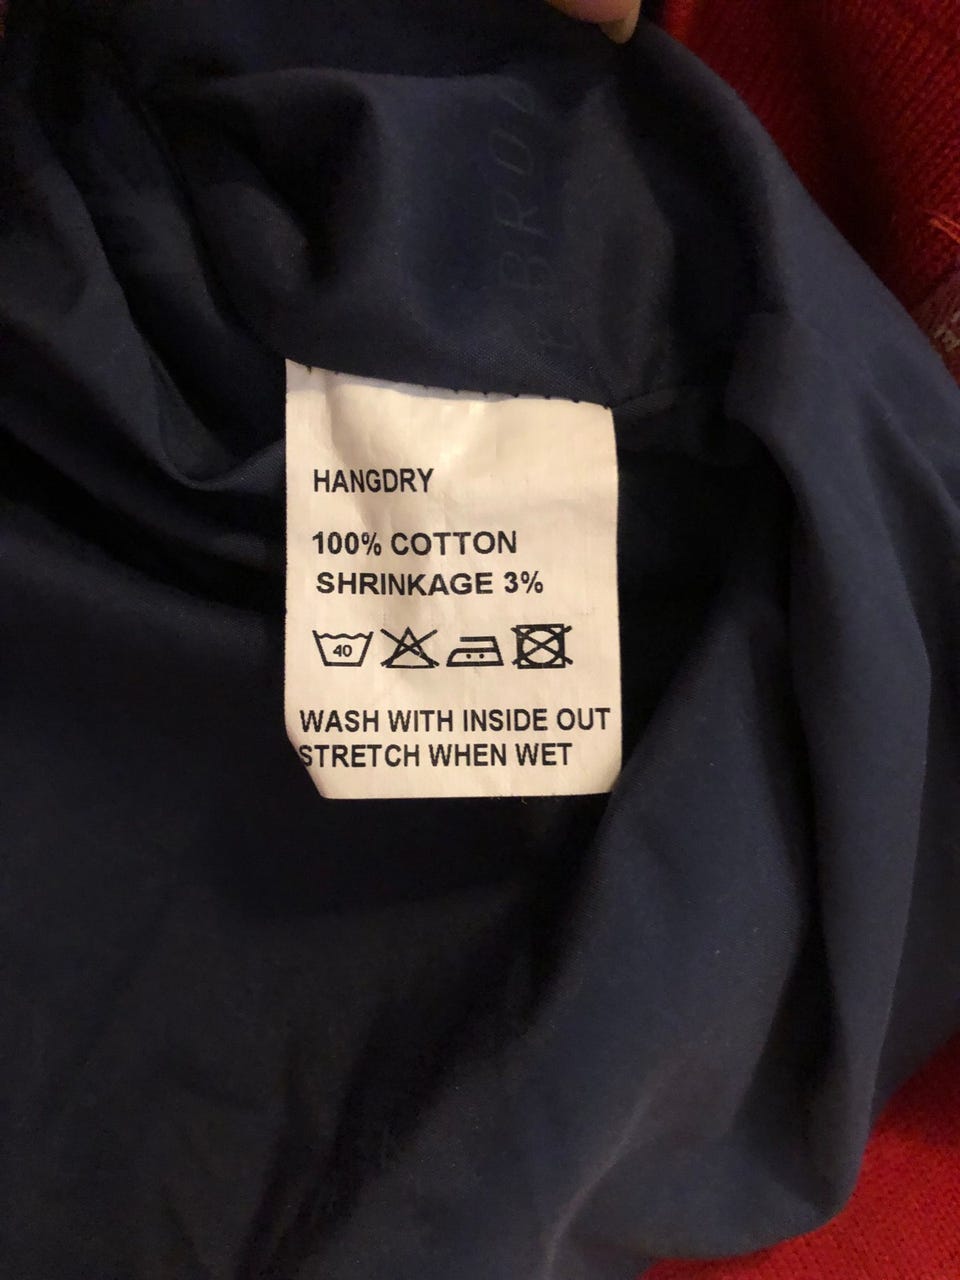 HANGDRY
100% COTTON
SHRINKAGE 3%
40
WASH WITH INSIDE OUT
STRETCH WHEN WET